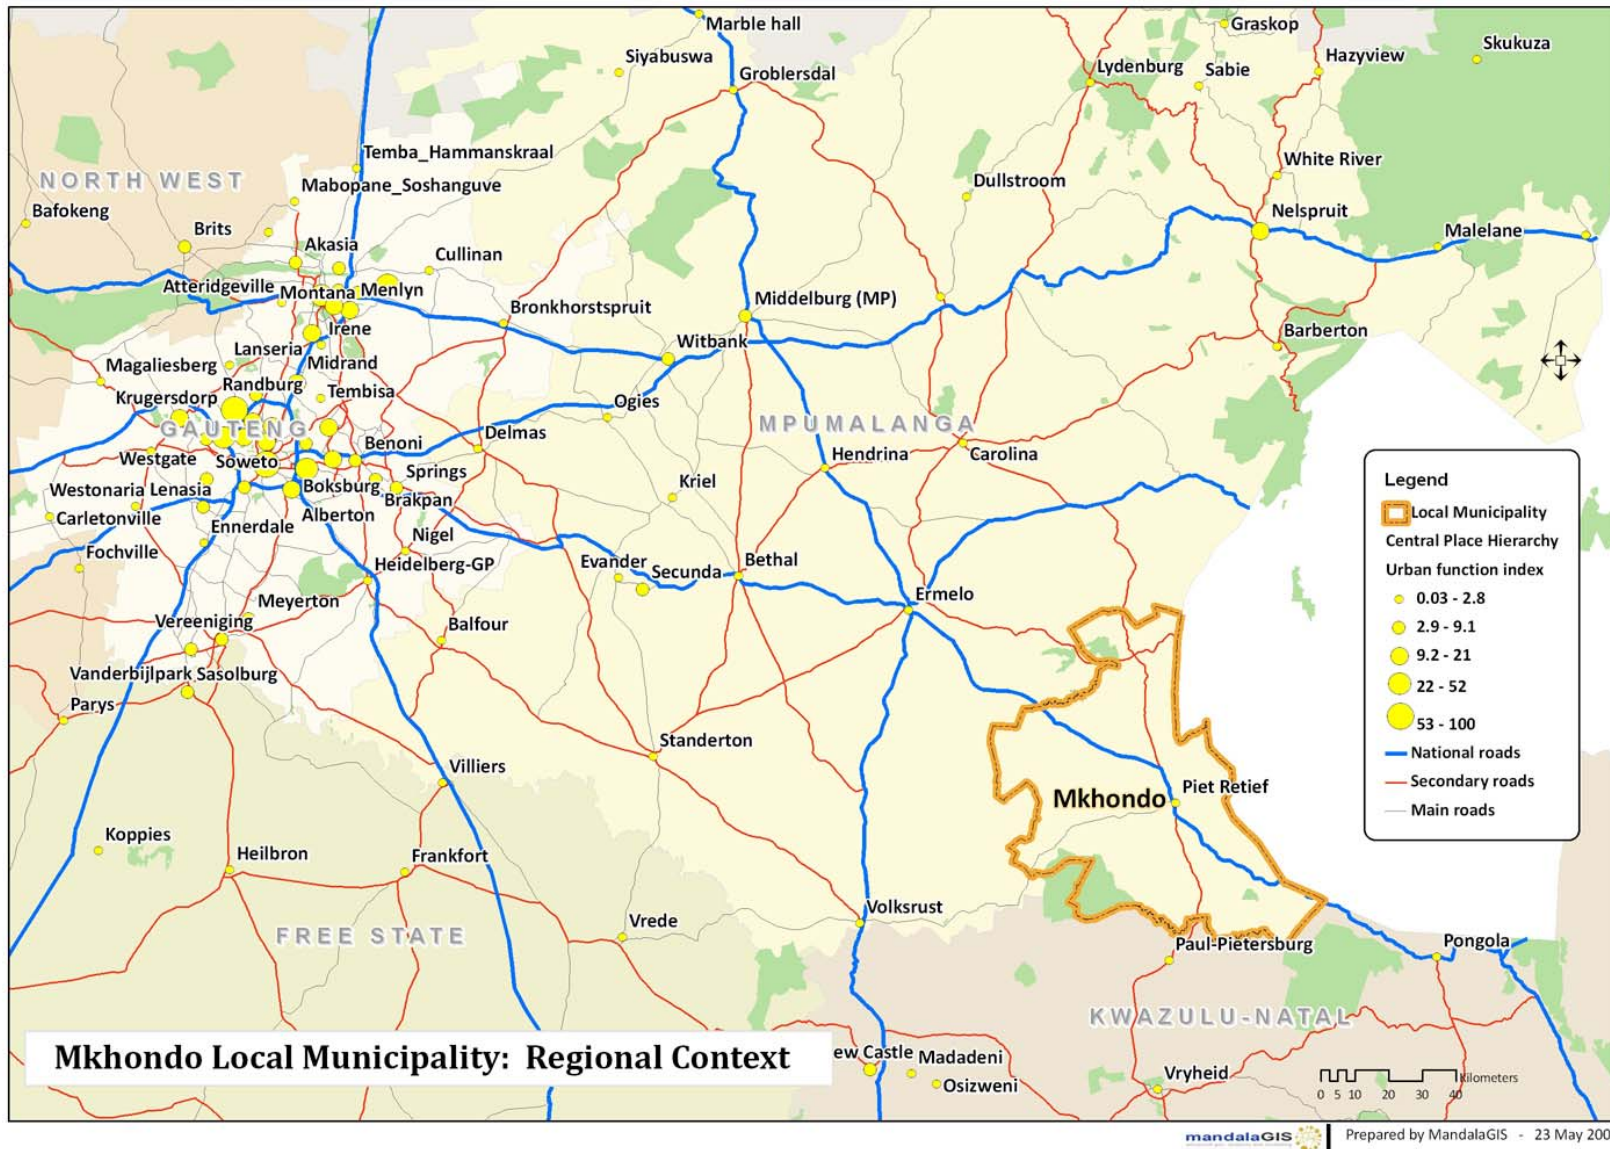 Marble hall
Graskop
Siyabuswa
Skukuza
Hazyview
Groblersdal
Lydenburg
Sabie
Temba_Hammanskraal
White River
NORTH WEST
Mabopane_Soshanguve
Dullstroom
Bafokeng
Nelspruit
Brits
Akasia
Malelane
Cullinan
Atteridgeville
Montana
Menlyn
Middelburg (MP)
Bronkhorstspruit
Irene
Barberton
Lanseria
Witbank
Magaliesberg
Midrand
Randburg
Tembisa
Krugersdorp
Ogies
GAUTENG
MPUMALANGA
Delmas
Benoni
Hendrina
Carolina
Westgate
Soweto
Springs
Kriel
Westonaria
Lenasia
Boksburg
Brakpan
Carletonville
Ennerdale
Alberton
Nigel
Fochville
Heidelberg-GP
Evander
Secunda
Bethal
Meyerton
Ermelo
Vereeniging
Balfour
Vanderbijlpark
Sasolburg
Parys
Standerton
Villiers
Piet Retief
Mkhondo
Koppies
Heilbron
Frankfort
Volksrust
Vrede
FREE STATE
Paul-Pietersburg
Pongola
KWAZULU-NATAL
ew Castle
Madadeni
Osizweni
Vryheid
Legend
Local Municipality
Central Place Hierarchy
Urban function index
0.03 - 2.8
2.9 - 9.1
9.2 - 21
22 - 52
53 - 100
National roads
Secondary roads
Main roads
Mkhondo Local Municipality: Regional Context
Kilometers
0 5 10 20 30 40
mandalaGIS
Prepared by MandalaGIS - 23 May 200